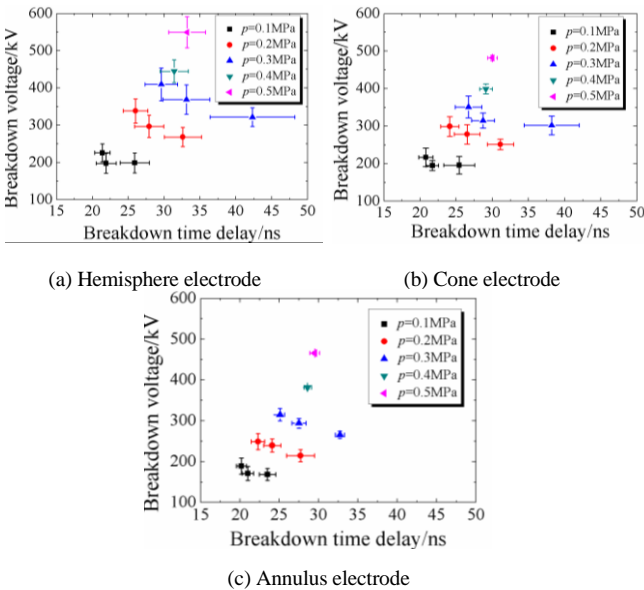 600
500
400
300
200
100
Breakdown voltage/kV
p=0.1MPa
p=0.2MPa
p=0.3MPa
p=0.4MPa
p=0.5MPa
15 20 25 30 35 40 45 50
Breakdown time delay/ns
(a) Hemisphere electrode
600
500
400
300
200
100
Breakdown voltage/kV
p=0.1MPa
p=0.2MPa
p=0.3MPa
p=0.4MPa
p=0.5MPa
15 20 25 30 35 40 45 50
Breakdown time delay/ns
(b) Cone electrode
600
500
400
300
200
100
Breakdown voltage/kV
p=0.1MPa
p=0.2MPa
p=0.3MPa
p=0.4MPa
p=0.5MPa
15 20 25 30 35 40 45 50
Breakdown time delay/ns
(c) Annulus electrode